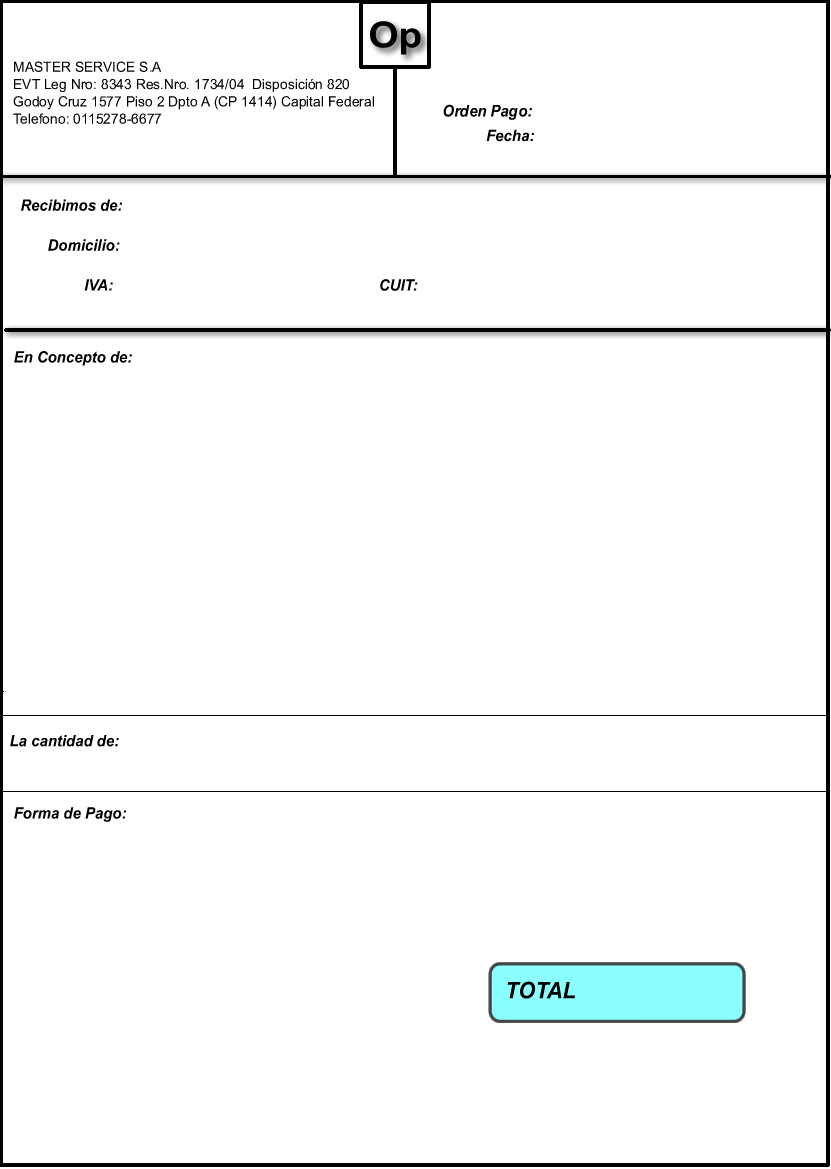 Op
MASTER SERVICE S.A
EVT Leg Nro: 8343 Res.Nro. 1734/04  Disposición 820
Godoy Cruz 1577 Piso 2 Dpto A (CP 1414) Capital Federal
Telefono: 0115278-6677
Orden Pago:
Fecha:
Recibimos de:
Domicilio:
IVA: CUIT:
En Concepto de:
La cantidad de:
Forma de Pago:
TOTAL